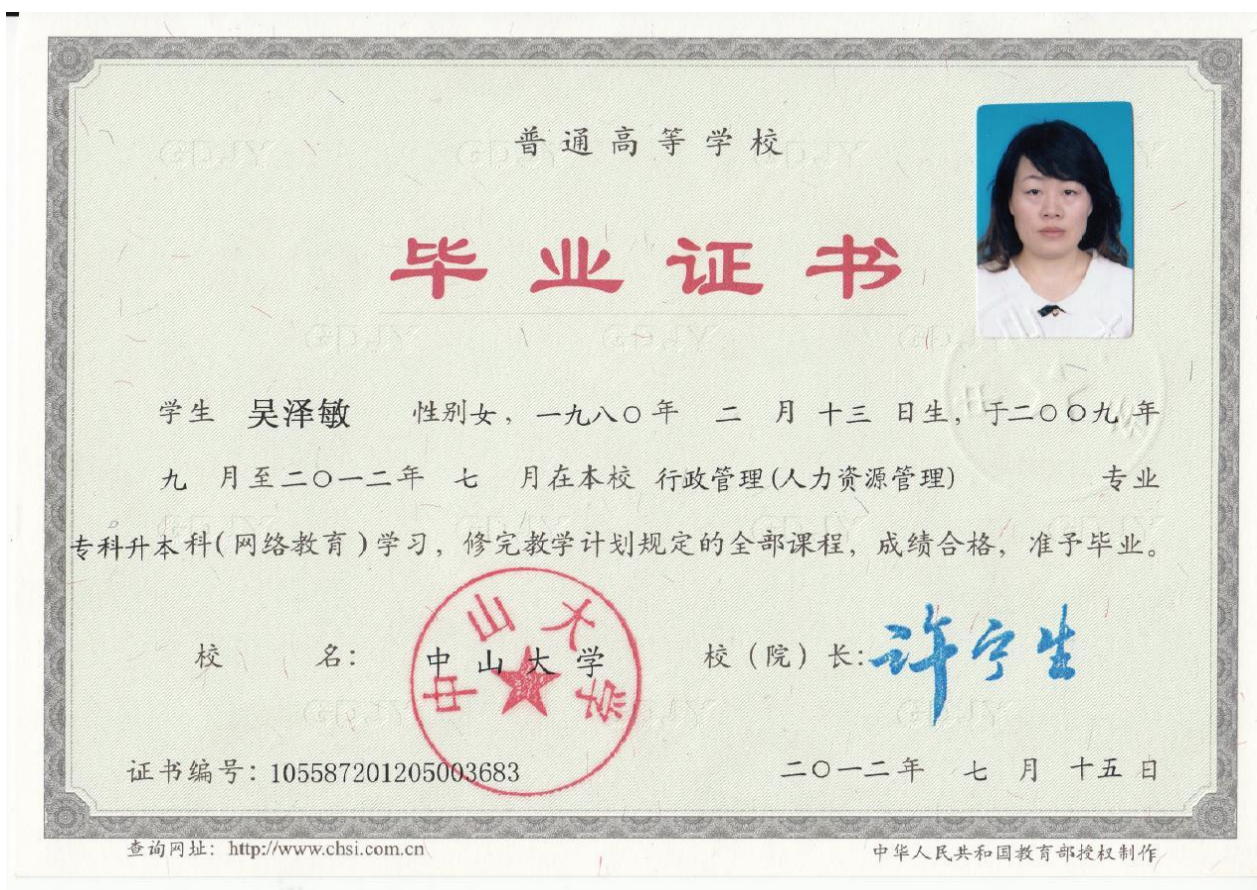 普通高等学校
毕业证书
学生 吴泽敏 性别女，一九八〇年 二 月 十三 日生，于二〇〇九年
九 月至二〇一二年 七 月在本校 行政管理(人力资源管理) 专业
专科升本科(网络教育)学习，修完教学计划规定的全部课程，成绩合格，准予毕业。
校 名：中山大学 校（院）长：许宁生
中山大学
证书编号：105587201205003683 二〇一二年 七 月 十五 日
查询网址：http://www.chsi.com.cn 中华人民共和国教育部授权制作